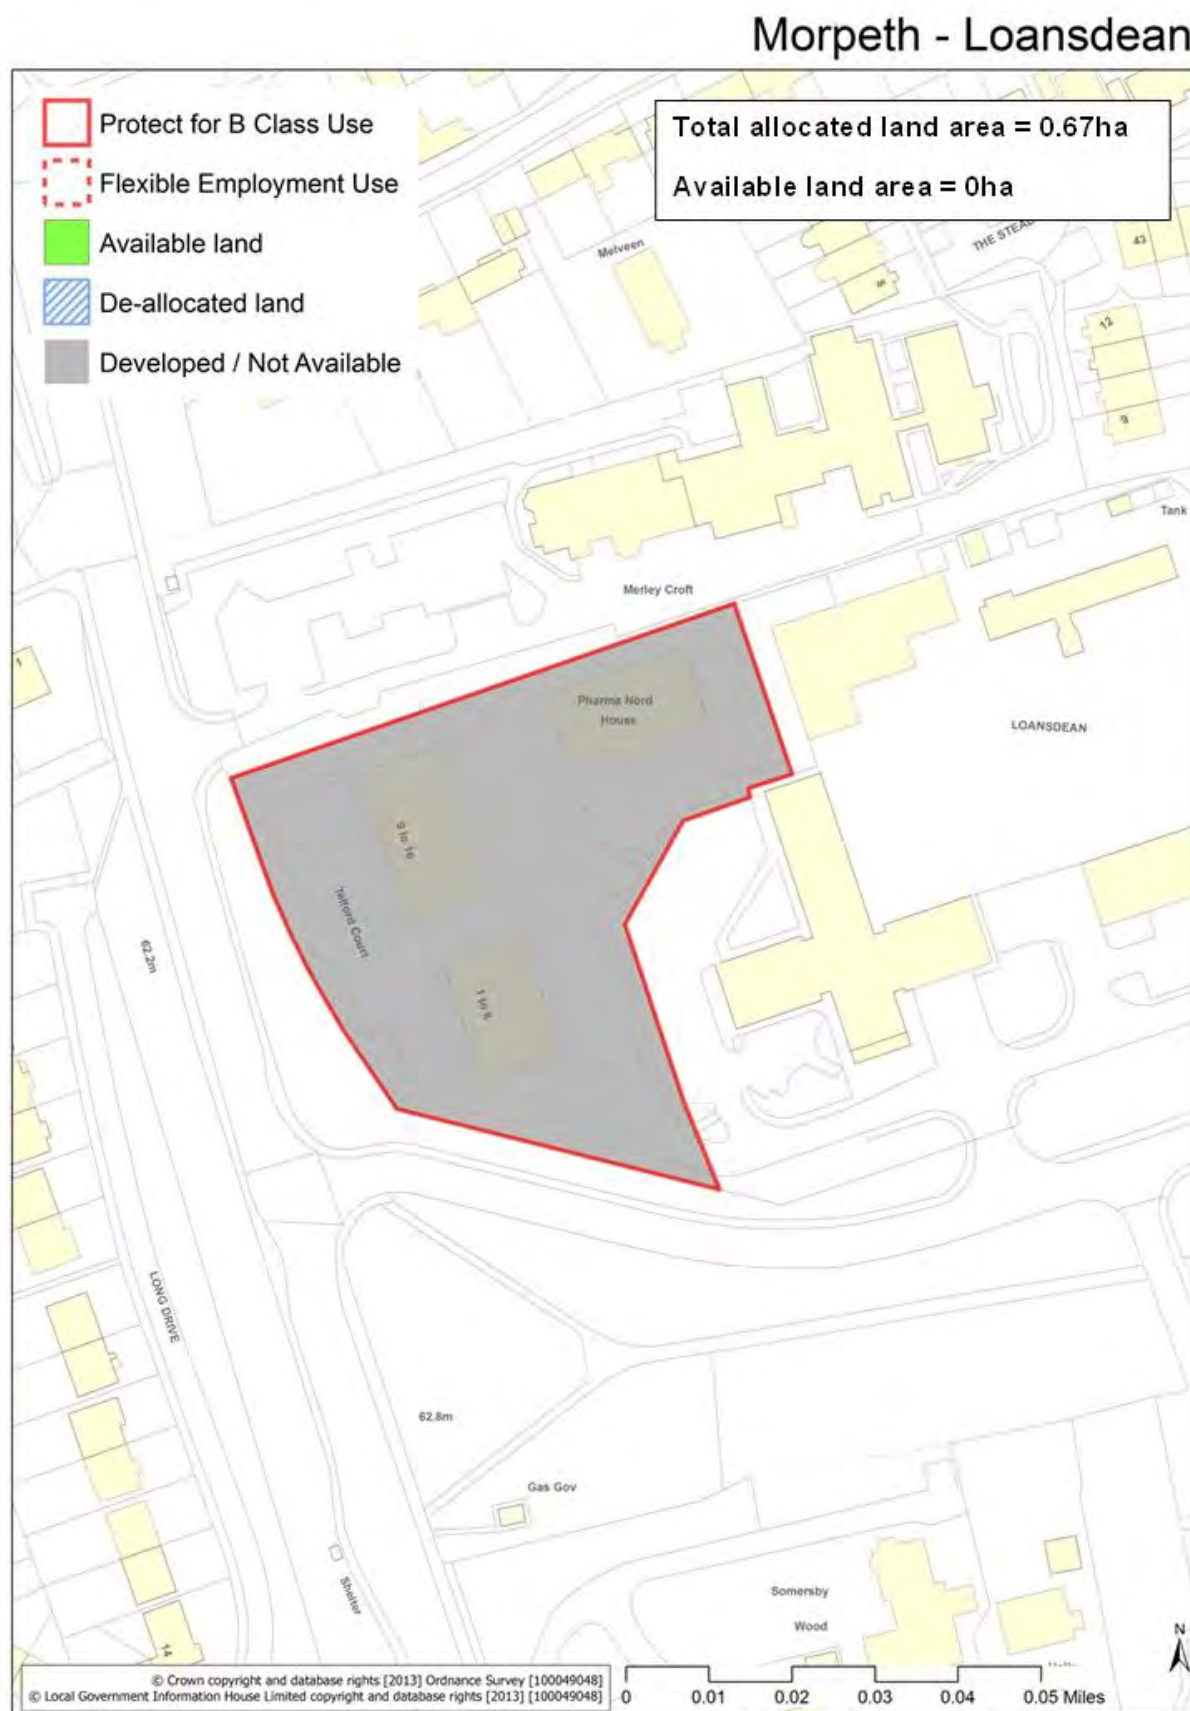 Morpeth - Loansdean
Protect for B Class Use
Flexible Employment Use
Available land
De-allocated land
Developed / Not Available
Total allocated land area = 0.67ha
Available land area = 0ha
Melveen
43
8
12
9
Tank
Merley Croft
1
Pharma Nord
House
LOANSDEAN
9 to 16
Telford Court
62.2m
1 to 8
LONG DRIVE
62.8m
Gas Gov
Shelter
Somersby
Wood
14
N
© Crown copyright and database rights [2013] Ordnance Survey [100049048]
© Local Government Information House Limited copyright and database rights [2013] [100049048]
0 0.01 0.02 0.03 0.04 0.05 Miles